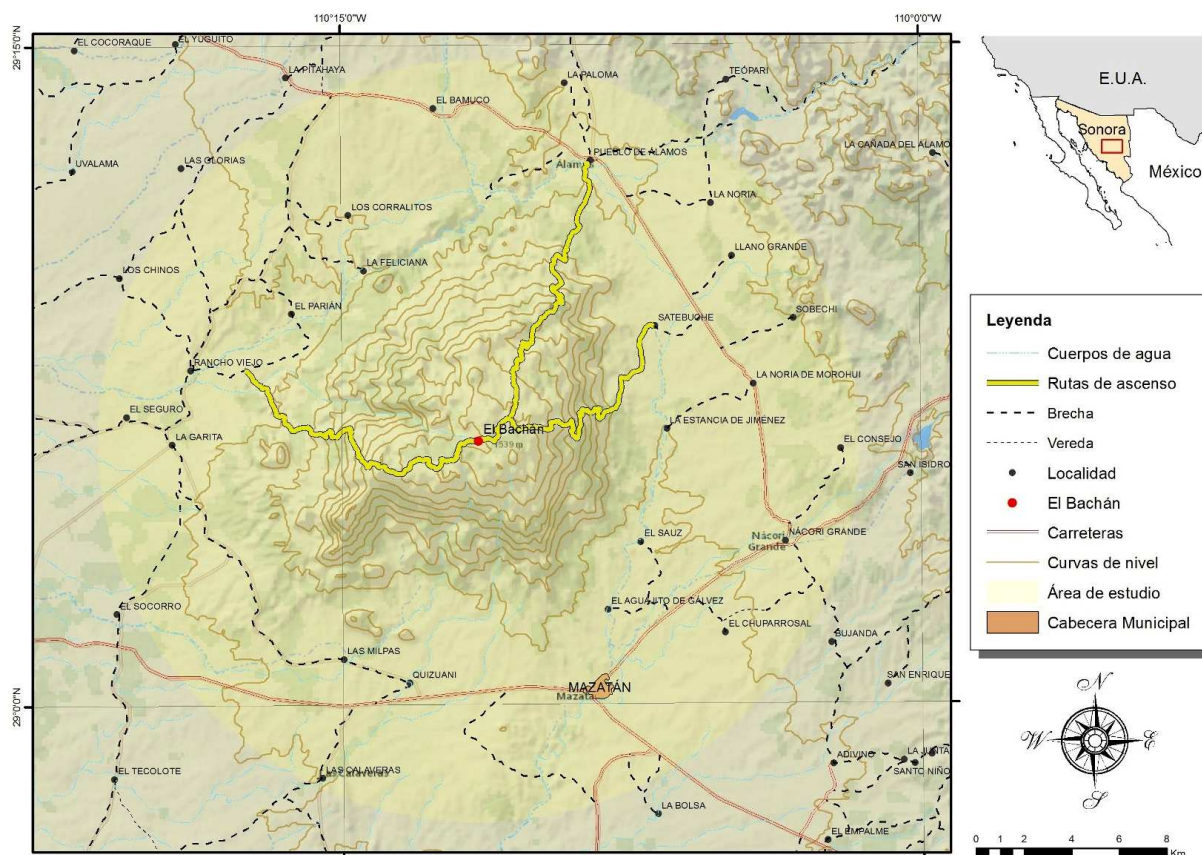 110°15'0"W
110°0'0"W
29°15'0"N
29°0'0"N
EL COCORAQUE
EL YUGUITO
LA PITAHAYA
LA PALOMA
TEÓPARI
EL BAMUCO
UVALAMA
LAS GLORIAS
PUEBLO DE ÁLAMOS
LA CAÑADA DEL ÁLAMO
LOS CORRALITOS
LA NORIA
LLANO GRANDE
LOS CHINOS
LA FELICIANA
EL PARIÁN
SATEBUCHE
SOBECHI
RANCHO VIEJO
LA NORIA DE MOROHUI
EL SEGURO
LA GARITA
El Bachán
1539 m
LA ESTANCIA DE JIMÉNEZ
EL CONSEJO
SAN ISIDRO
EL SAUZ
NÁCORI GRANDE
Nácori
Grande
EL SOCORRO
EL AGUAJITO DE GÁLVEZ
EL CHUPARROSAL
BUJANDA
LAS MILPAS
QUIZUANI
MAZATÁN
SAN ENRIQUE
EL TECOLOTE
LAS CALAVERAS
ADIVINO
LA JUNTA
SANTO NIÑO
LA BOLSA
EL EMPALME
E.U.A.
Sonora
México
Leyenda
Cuerpos de agua
Rutas de ascenso
Brecha
Vereda
Localidad
El Bachán
Carreteras
Curvas de nivel
Área de estudio
Cabecera Municipal
N
W
E
S
0 1 2 4 6 8
Km